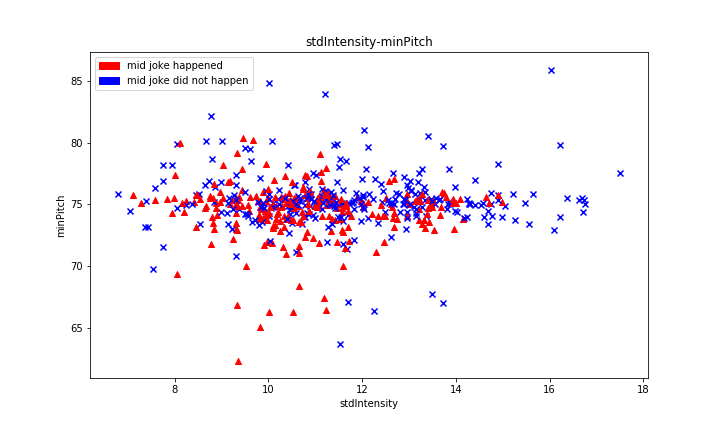 stdIntensity-minPitch
mid joke happened
mid joke did not happen
85
80
75
70
65
minPitch
8 10 12 14 16 18
stdIntensity